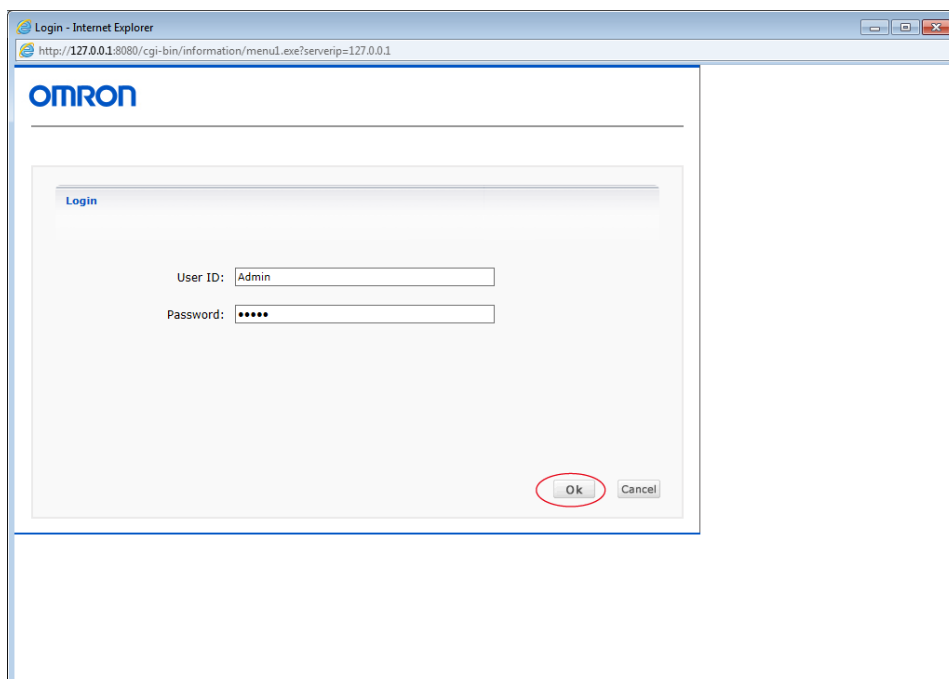 Login - Internet Explorer
http://127.0.0.1:8080/cgi-bin/information/menu1.exe?serverip=127.0.0.1
OMRON
Login
User ID: Admin
Password: •••••
Ok Cancel